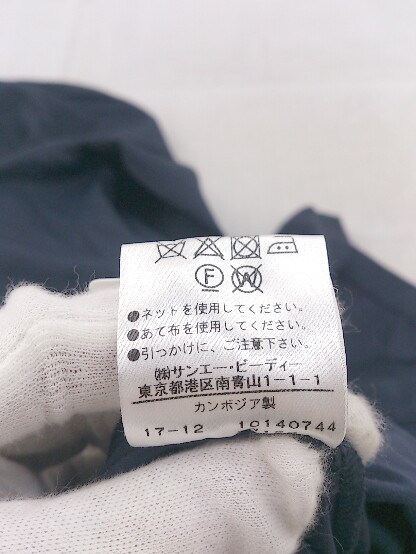 F W
●ネットを使用してください。
●あて布を使用してください。
●引っかけに、ご注意下さい。
㈱サンエー・ビーディー
東京都港区南青山1-1-1
カンボジア製
17-12 10140744